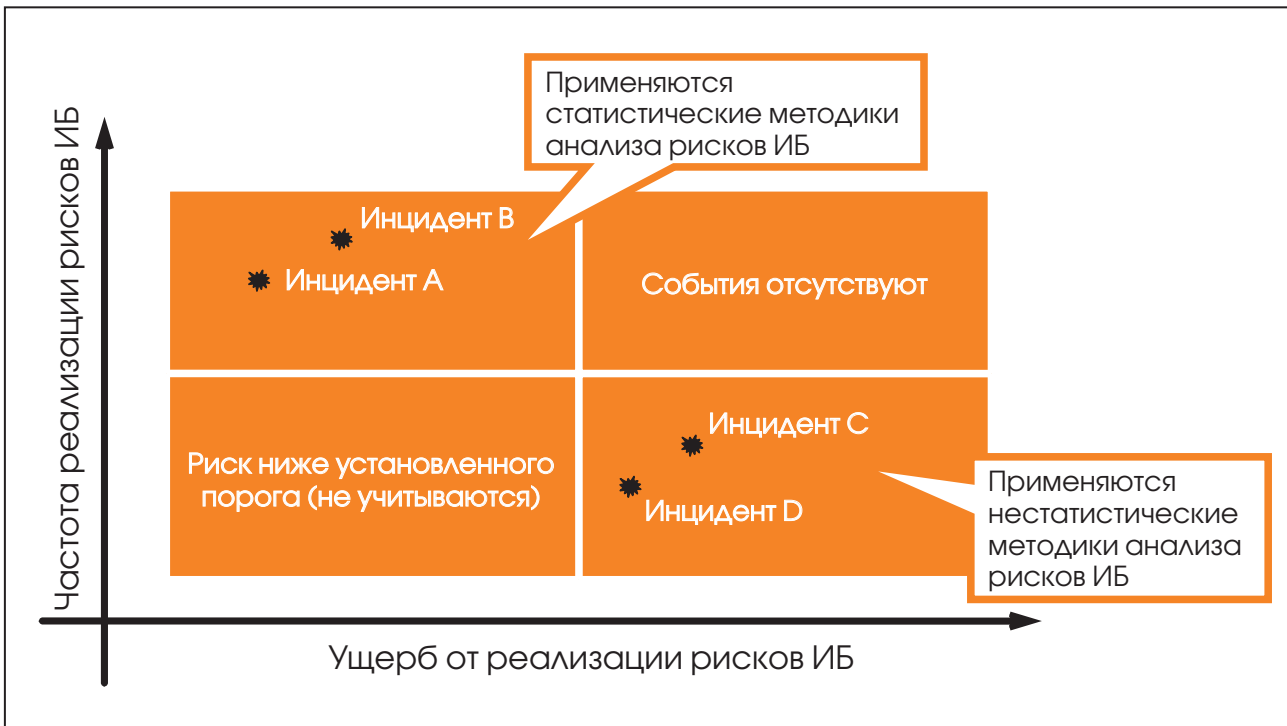 Применяются
статистические методики
анализа рисков ИБ
Частота реализации рисков ИБ
Инцидент B
Инцидент A
События отсутствуют
Риск ниже установленного
порога (не учитываются)
Инцидент C
Инцидент D
Применяются
нестатистические
методики анализа
рисков ИБ
Ущерб от реализации рисков ИБ